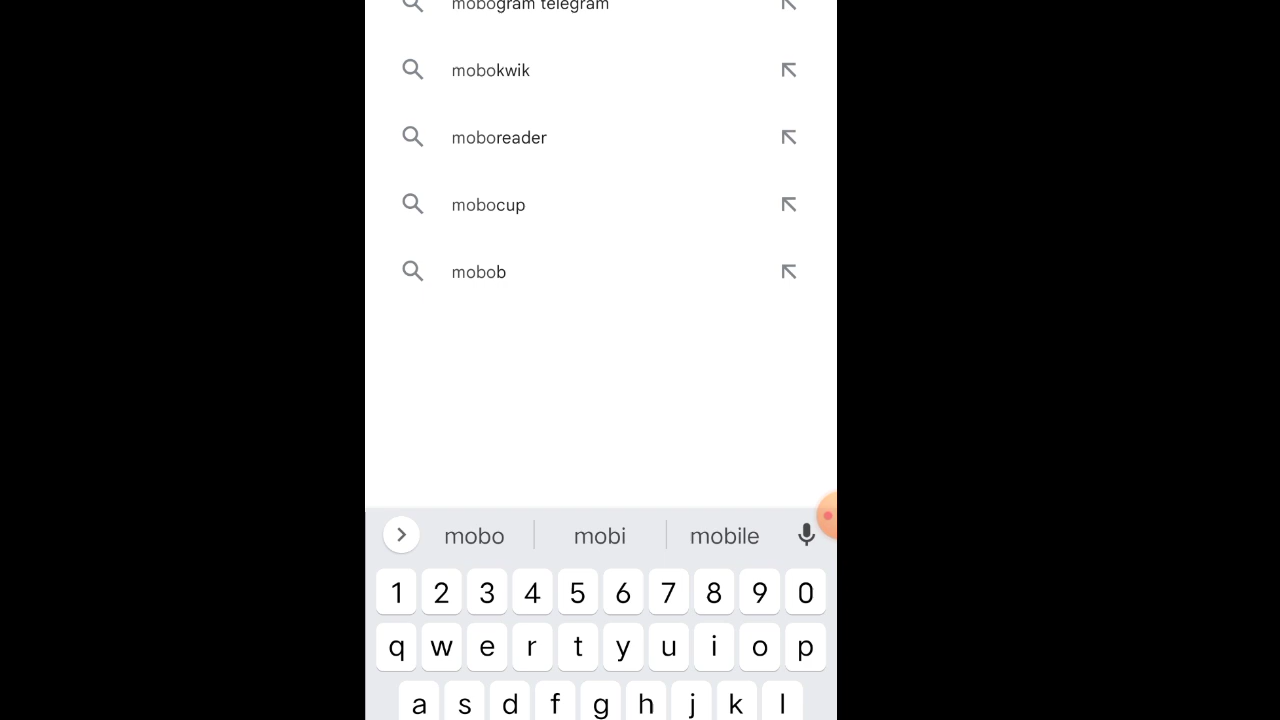 mobogram telegram
mobokwik
moboreader
mobocup
mobob
mobo mobi mobile
1 2 3 4 5 6 7 8 9 0
q w e r t y u i o p
a s d f g h j k l